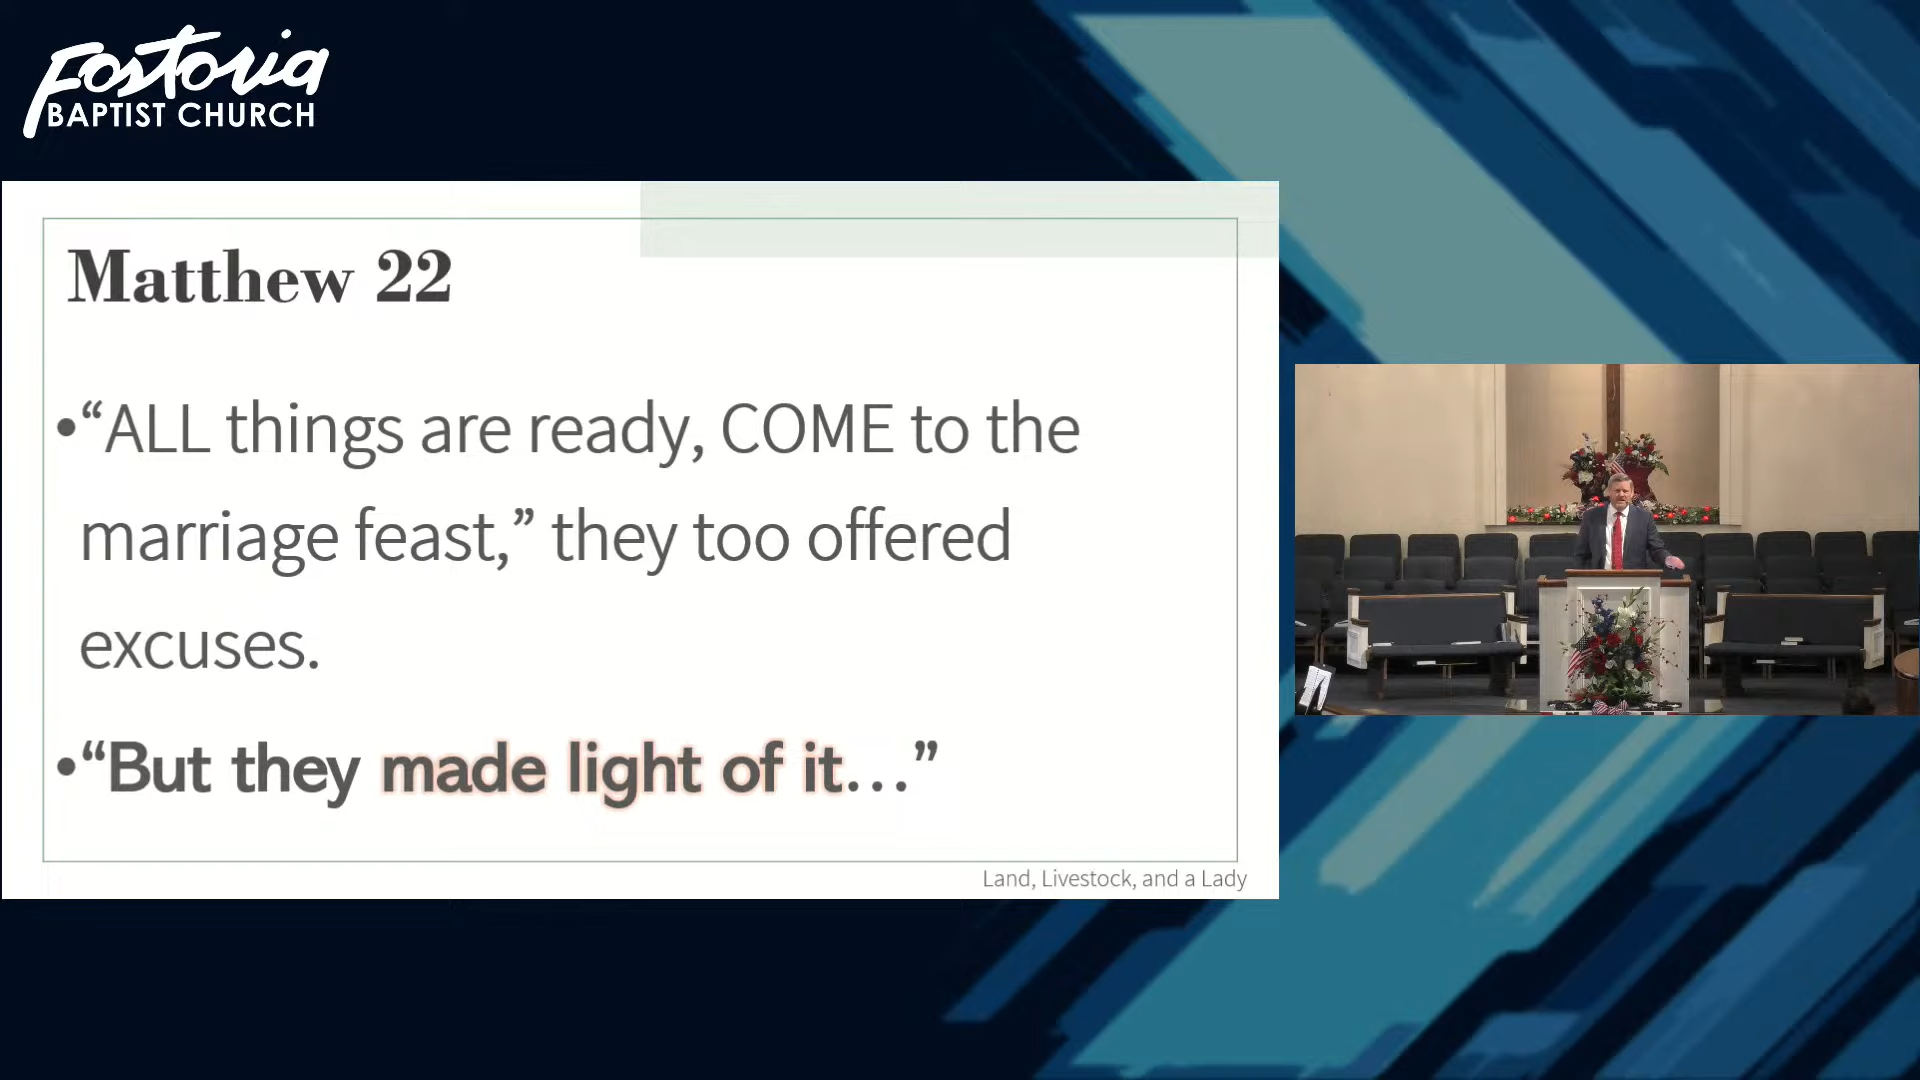 Fostoria
BAPTIST CHURCH
Matthew 22
•“ALL things are ready, COME to the
marriage feast,” they too offered
excuses.
•“But they made light of it…”
Land, Livestock, and a Lady